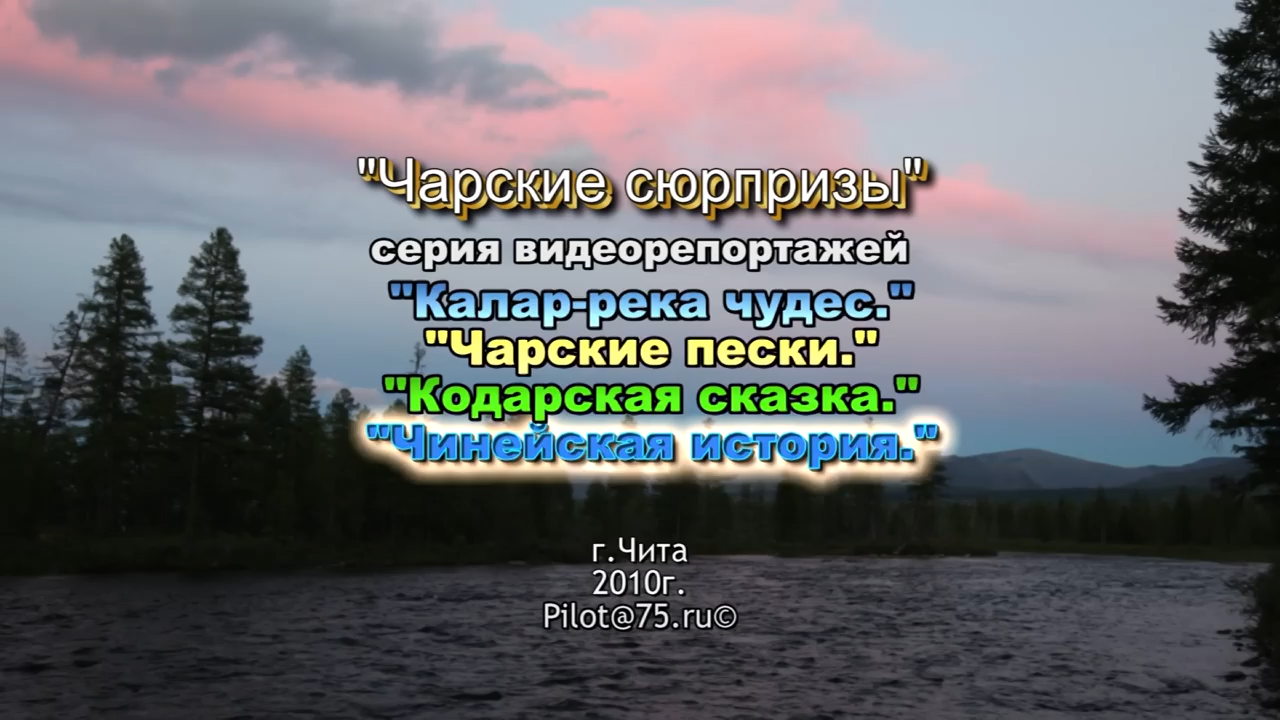 "Чарские сюрпризы"
серия видеорепортажей
"Калар-река чудес."
"Чарские пески."
"Кодарская сказка."
"Чинейская история."
г.Чита
2010г.
Pilot@75.ru©